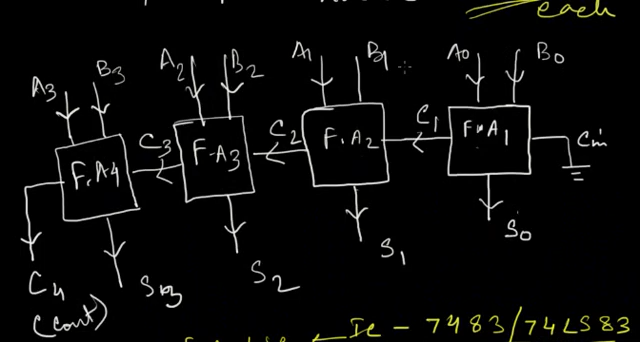 each
A3 B3 A2 B2 A1 B1 A0 B0
F.A4 C3 F.A3 C2 F.A2 C1 F.A1 Cin
C4 S3 S2 S1 S0
(Cout)
← IC - 7483/74LS83